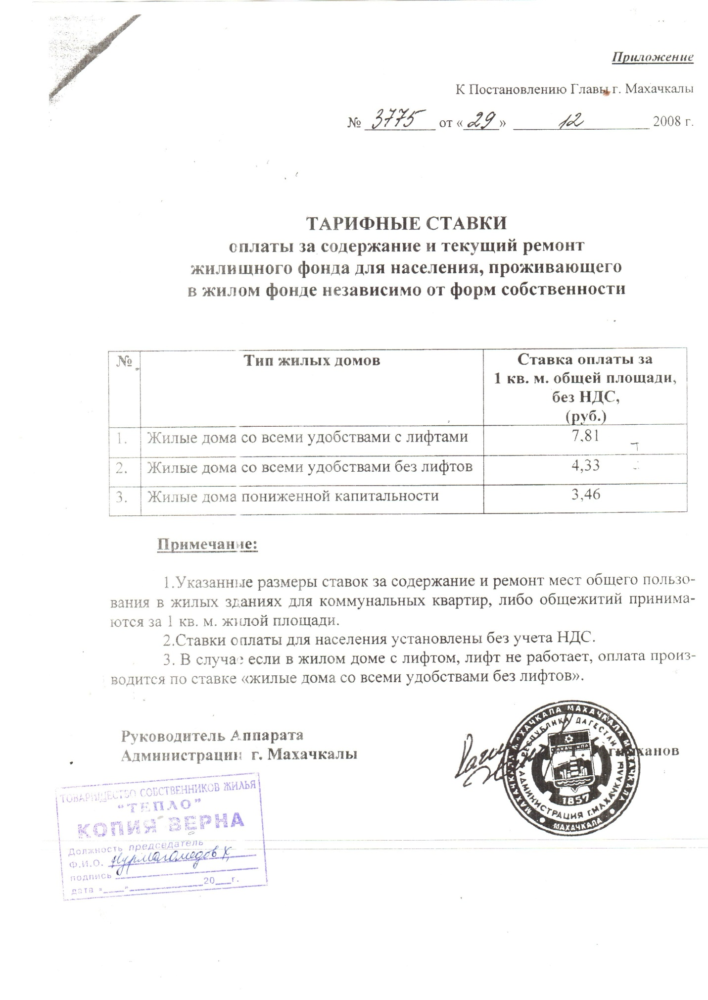 Приложение
К Постановлению Главы г. Махачкалы
№ 3775 от «29» 12 2008 г.
ТАРИФНЫЕ СТАВКИ
оплаты за содержание и текущий ремонт
жилищного фонда для населения, проживающего
в жилом фонде независимо от форм собственности
№ Тип жилых домов Ставка оплаты за
1 кв. м. общей площади,
без НДС,
(руб.)
1. Жилые дома со всеми удобствами с лифтами 7,81
2. Жилые дома со всеми удобствами без лифтов 4,33
3. Жилые дома пониженной капитальности 3,46
Примечание:
1.Указанные размеры ставок за содержание и ремонт мест общего пользо-
вания в жилых зданиях для коммунальных квартир, либо общежитий принима-
ются за 1 кв. м. жилой площади.
2.Ставки оплаты для населения установлены без учета НДС.
3. В случае если в жилом доме с лифтом, лифт не работает, оплата произ-
водится по ставке «жилые дома со всеми удобствами без лифтов».
Руководитель Аппарата
Администрации г. Махачкалы
МАХАЧКАЛА МАХАЧКАЛА МАХАЧКАЛА МАХАЧКАЛА
РЕСПУБЛИКА ДАГЕСТАН
АДМИНИСТРАЦИЯ Г.МАХАЧКАЛЫ
МАХАЧКАЛА
1857
МАХАЧКАЛА
ТОВАРИЩЕСТВО СОБСТВЕННИКОВ ЖИЛЬЯ
"ТЕПЛО"
КОПИЯ ВЕРНА
Должность председатель
Ф.И.О. Нурмагомедов Х
подпись
дата "____"____________20___г.